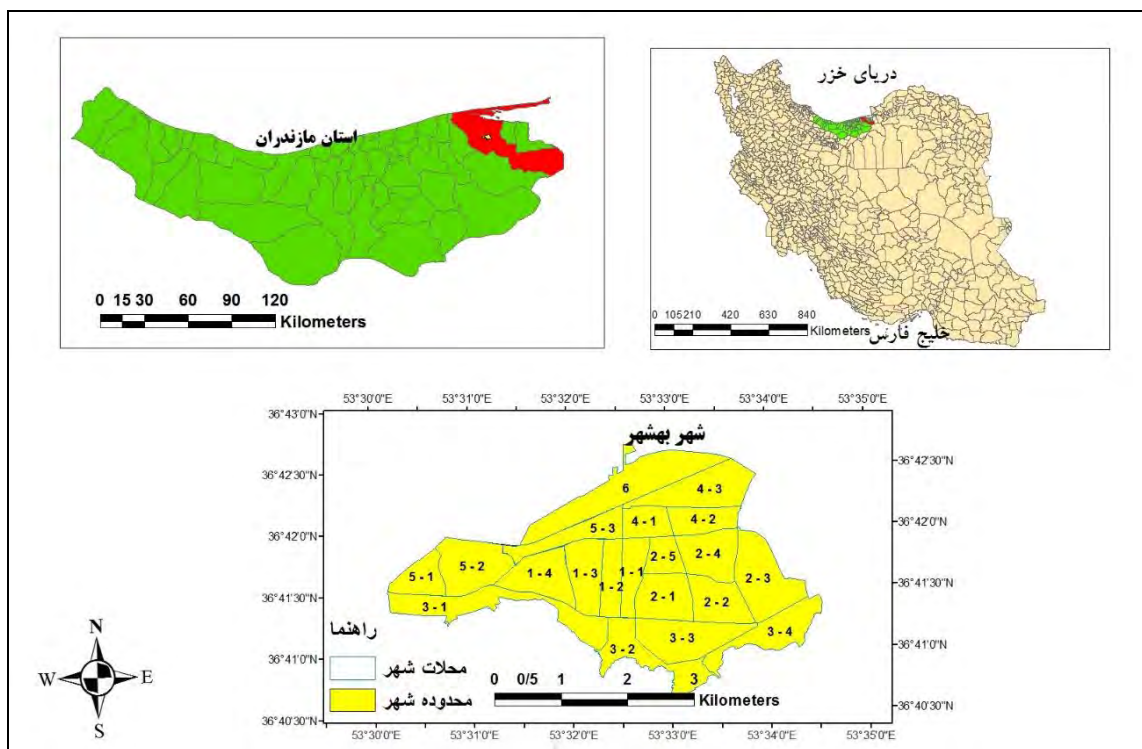 استان مازندران
0 15 30 60 90 120
Kilometers
دریای خزر
0 105210 420 630 840
Kilometers
خلیج فارس
53°30'0"E 53°31'0"E 53°32'0"E 53°33'0"E 53°34'0"E 53°35'0"E
36°43'0"N
36°42'30"N
36°42'0"N
36°41'30"N
36°41'0"N
36°40'30"N
شهر بهشهر
6
4 - 3
5 - 3
4 - 1
4 - 2
5 - 1
5 - 2
1 - 4
1 - 3
1 - 2
1 - 1
2 - 5
2 - 4
2 - 3
2 - 1
2 - 2
3 - 1
3 - 2
3 - 3
3 - 4
3
36°42'30"N
36°42'0"N
36°41'30"N
36°41'0"N
36°40'30"N
راهنما
محلات شهر
محدوده شهر
0 0/5 1 2
Kilometers
53°30'0"E 53°31'0"E 53°32'0"E 53°33'0"E 53°34'0"E 53°35'0"E
N
W E
S